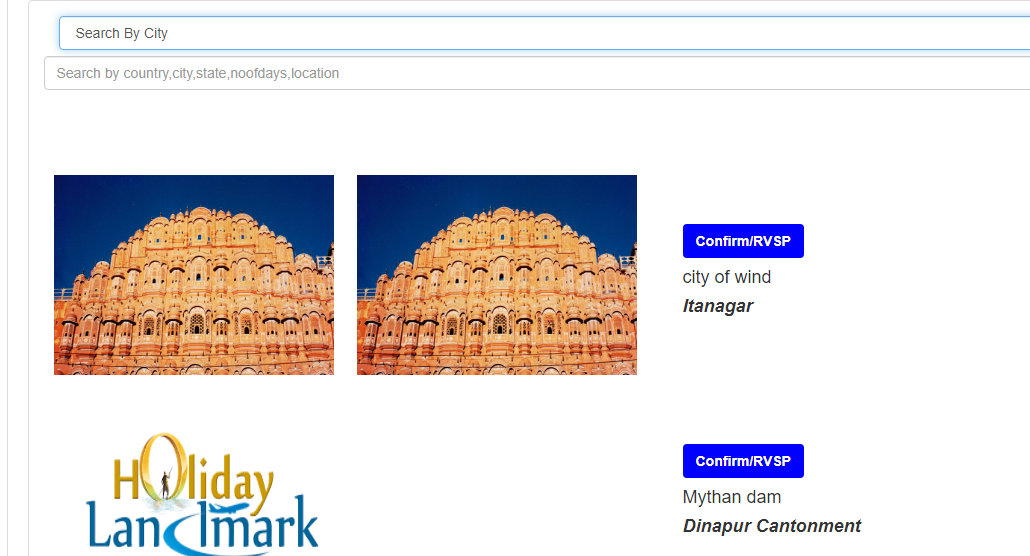 Search By City
Search by country,city,state,noofdays,location
Confirm/RVSP
city of wind
Itanagar
Holiday
Landmark
Confirm/RVSP
Mythan dam
Dinapur Cantonment